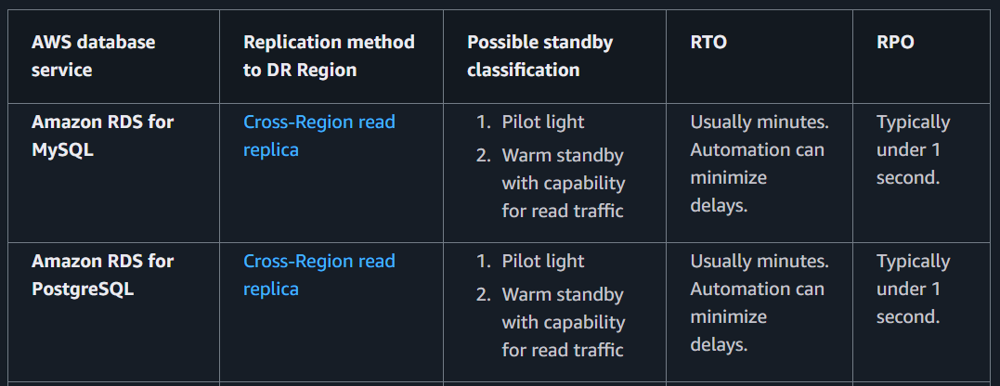 AWS database
service
Replication method
to DR Region
Possible standby
classification
RTO
RPO
Amazon RDS for
MySQL
Cross-Region read
replica
1. Pilot light
2. Warm standby
with capability
for read traffic
Usually minutes.
Automation can
minimize
delays.
Typically
under 1
second.
Amazon RDS for
PostgreSQL
Cross-Region read
replica
1. Pilot light
2. Warm standby
with capability
for read traffic
Usually minutes.
Automation can
minimize
delays.
Typically
under 1
second.